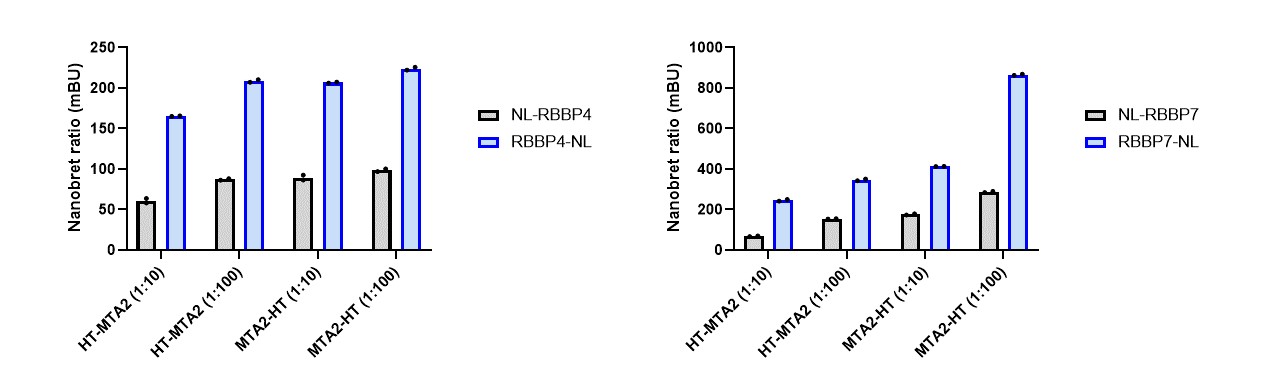 Nanobret ratio (mBU)
250
200
150
100
50
0
HT-MTA2 (1:10)
HT-MTA2 (1:100)
MTA2-HT (1:10)
MTA2-HT (1:100)
NL-RBBP4
RBBP4-NL
Nanobret ratio (mBU)
1000
800
600
400
200
0
HT-MTA2 (1:10)
HT-MTA2 (1:100)
MTA2-HT (1:10)
MTA2-HT (1:100)
NL-RBBP7
RBBP7-NL